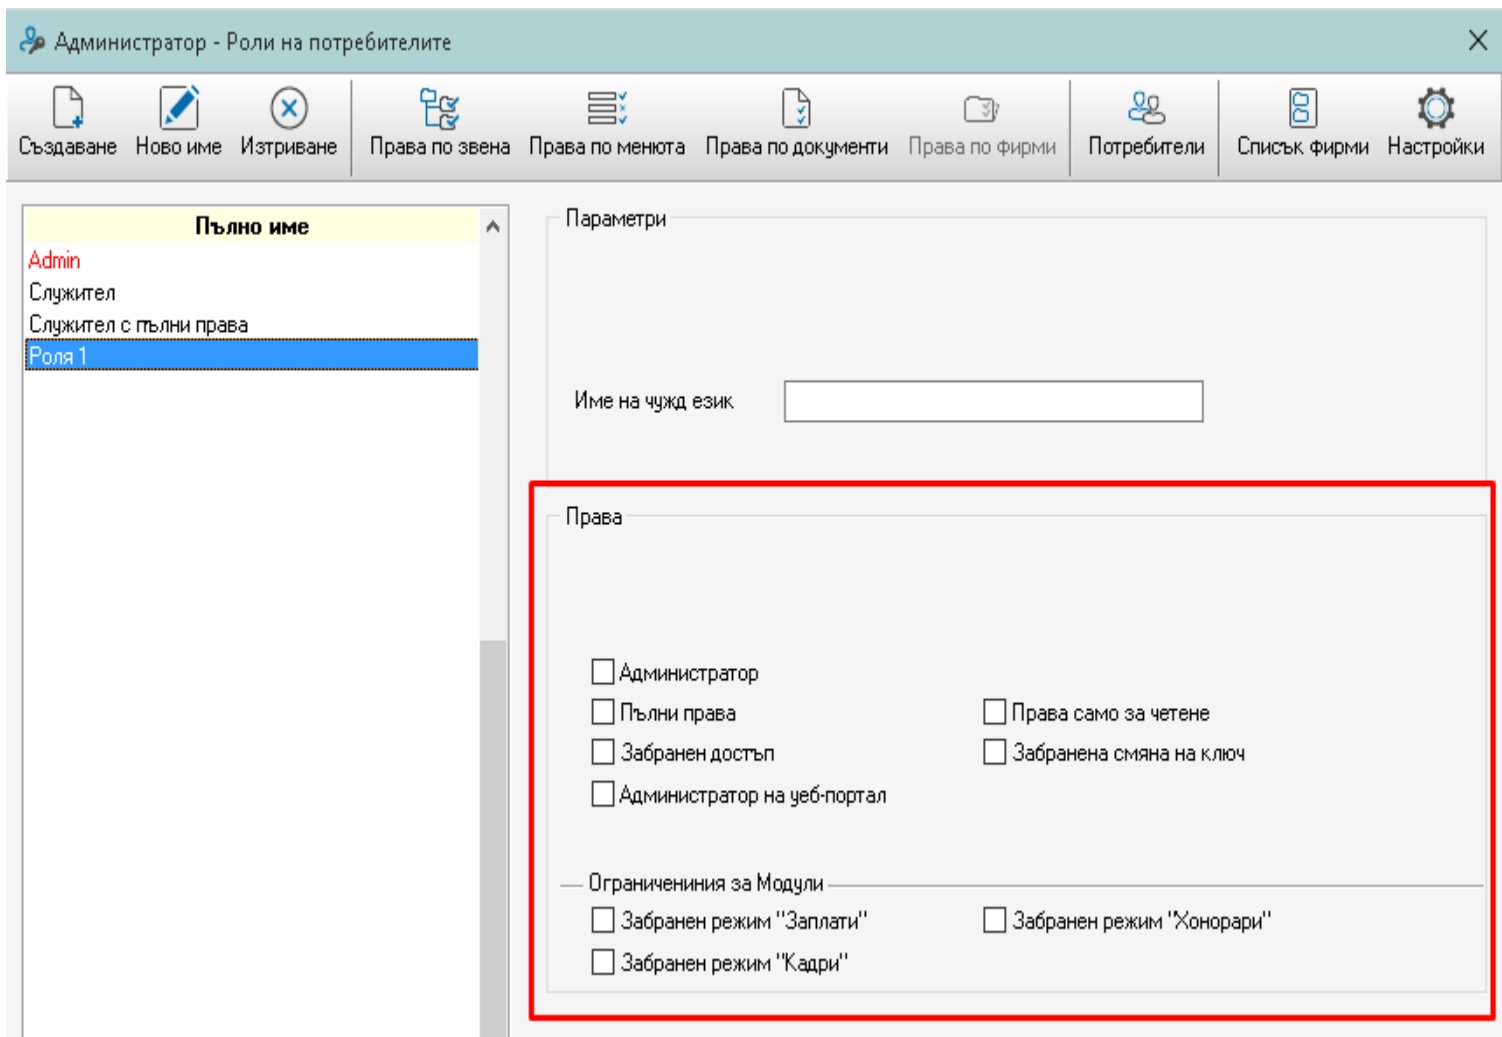 Администратор - Роли на потребителите
Създаване Ново име Изтриване Права по звена Права по менюта Права по документи Права по фирми Потребители Списък фирми Настройки
Пълно име
Admin
Служител
Служител с пълни права
Роля 1
Параметри
Име на чужд език
Права
Администратор
Пълни права Права само за четене
Забранен достъп Забранена смяна на ключ
Администратор на уеб-портал
Ограничениния за Модули
Забранен режим "Заплати" Забранен режим "Хонорари"
Забранен режим "Кадри"